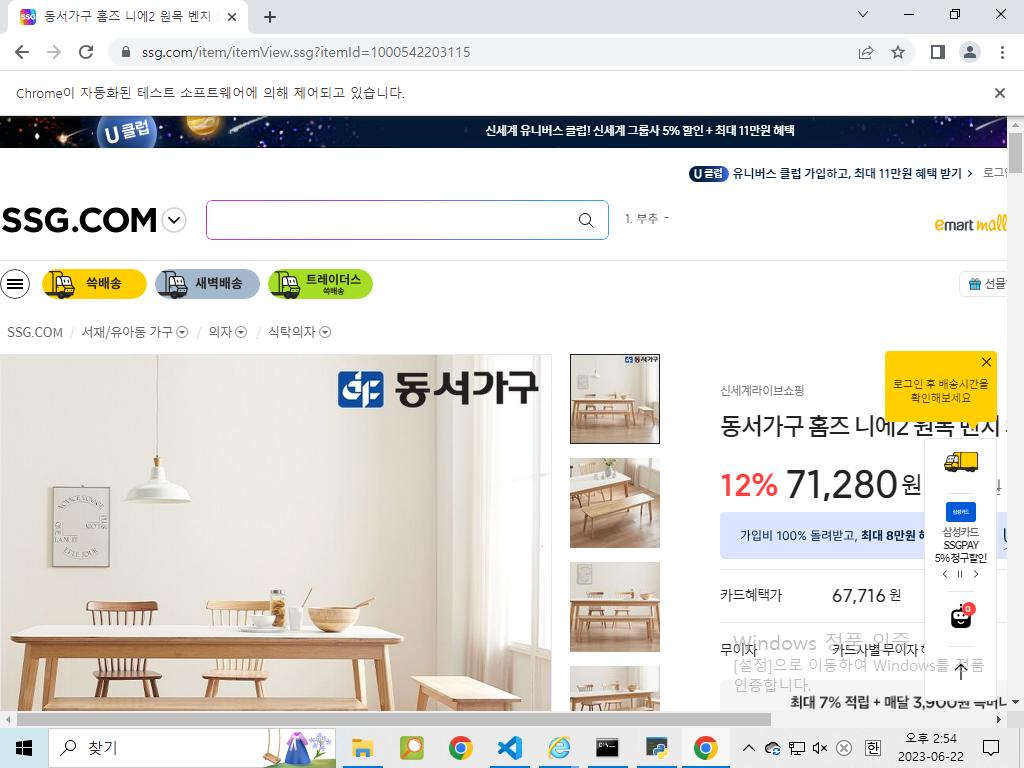 동서가구 홈즈 니에2 원목 벤치
ssg.com/item/itemView.ssg?itemId=1000542203115
Chrome이 자동화된 테스트 소프트웨어에 의해 제어되고 있습니다.
U 클럽
신세계 유니버스 클럽! 신세계 그룹사 5% 할인 + 최대 11만원 혜택
U 클럽 유니버스 클럽 가입하고, 최대 11만원 혜택 받기 >
SSG.COM
1. 부추 -
emart mall
쓱배송
새벽배송
트레이더스
쓱배송
선물
SSG.COM / 서재/유아동 가구 / 의자 / 식탁의자
동서가구
동서가구
VOYAGE, VOYAGE
ELLE JOUR
신세계라이브쇼핑
동서가구 홈즈 니에2 원목 벤치
로그인 후 배송시간을
확인해보세요
12% 71,280 원
가입비 100% 돌려받고, 최대 8만원
삼성카드
삼성카드
SSGPAY
5% 청구할인
카드혜택가 67,716 원
0
무이자 카드사별 무이자
최대 7% 적립 + 매달 3,900원
Windows 정품 인증
[설정]으로 이동하여 Windows를 정품
인증합니다.
찾기
한
오후 2:54
2023-06-22